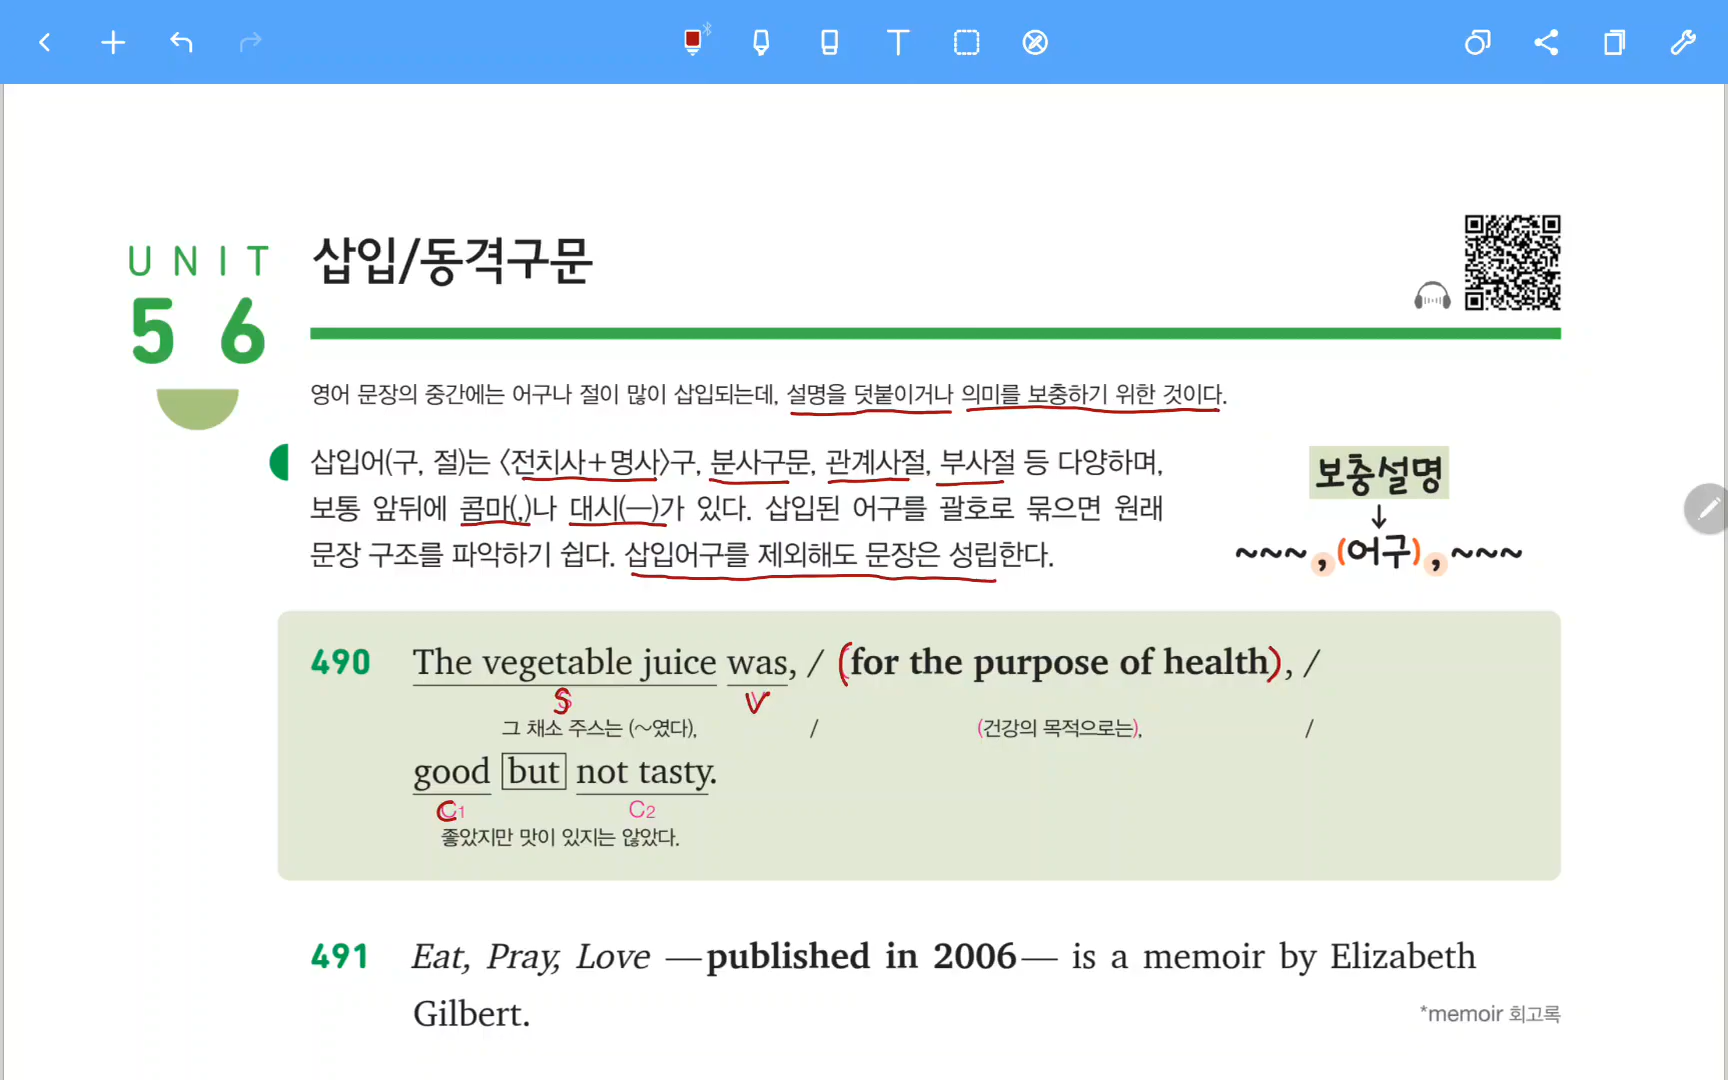 UNIT
56
삽입/동격구문
영어 문장의 중간에는 어구나 절이 많이 삽입되는데, 설명을 덧붙이거나 의미를 보충하기 위한 것이다.
삽입어(구, 절)는 〈전치사+명사〉구, 분사구문, 관계사절, 부사절 등 다양하며,
보통 앞뒤에 콤마(,)나 대시(—)가 있다. 삽입된 어구를 괄호로 묶으면 원래
문장 구조를 파악하기 쉽다. 삽입어구를 제외해도 문장은 성립한다.
보충설명
↓
~~~, (어구), ~~~
490 The vegetable juice was, / (for the purpose of health), /
S V
그 채소 주스는 (~였다), / (건강의 목적으로는), /
good but not tasty.
C1 C2
좋았지만 맛이 있지는 않았다.
491 Eat, Pray, Love —published in 2006— is a memoir by Elizabeth
Gilbert.
*memoir 회고록